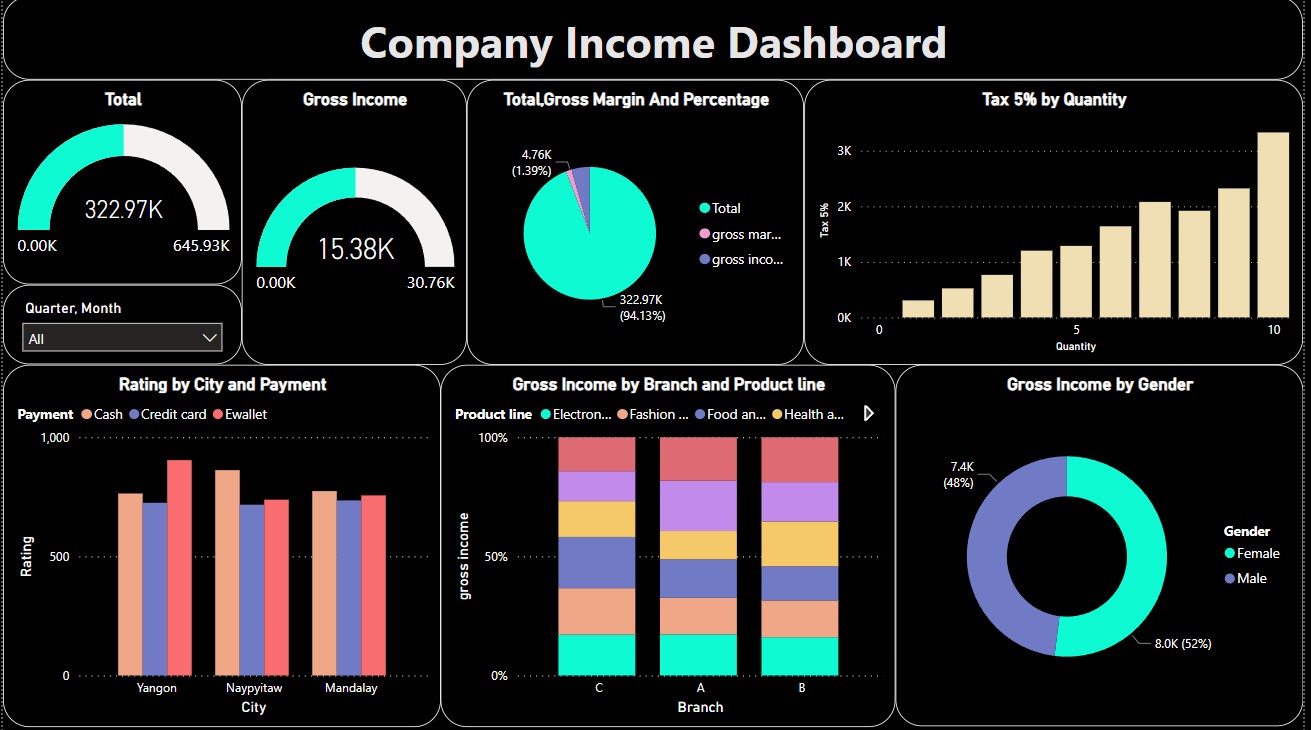 Company Income Dashboard
Total
322.97K
0.00K 645.93K
Quarter, Month
All
Gross Income
15.38K
0.00K 30.76K
Total,Gross Margin And Percentage
4.76K
(1.39%)
322.97K
(94.13%)
Total
gross mar...
gross inco...
Tax 5% by Quantity
Tax 5%
3K
2K
1K
0K
0 5 10
Quantity
Rating by City and Payment
Payment Cash Credit card Ewallet
Rating
1,000
500
0
Yangon Naypyitaw Mandalay
City
Gross Income by Branch and Product line
Product line Electron... Fashion ... Food an... Health a...
gross income
100%
50%
0%
C A B
Branch
Gross Income by Gender
7.4K
(48%)
8.0K (52%)
Gender
Female
Male